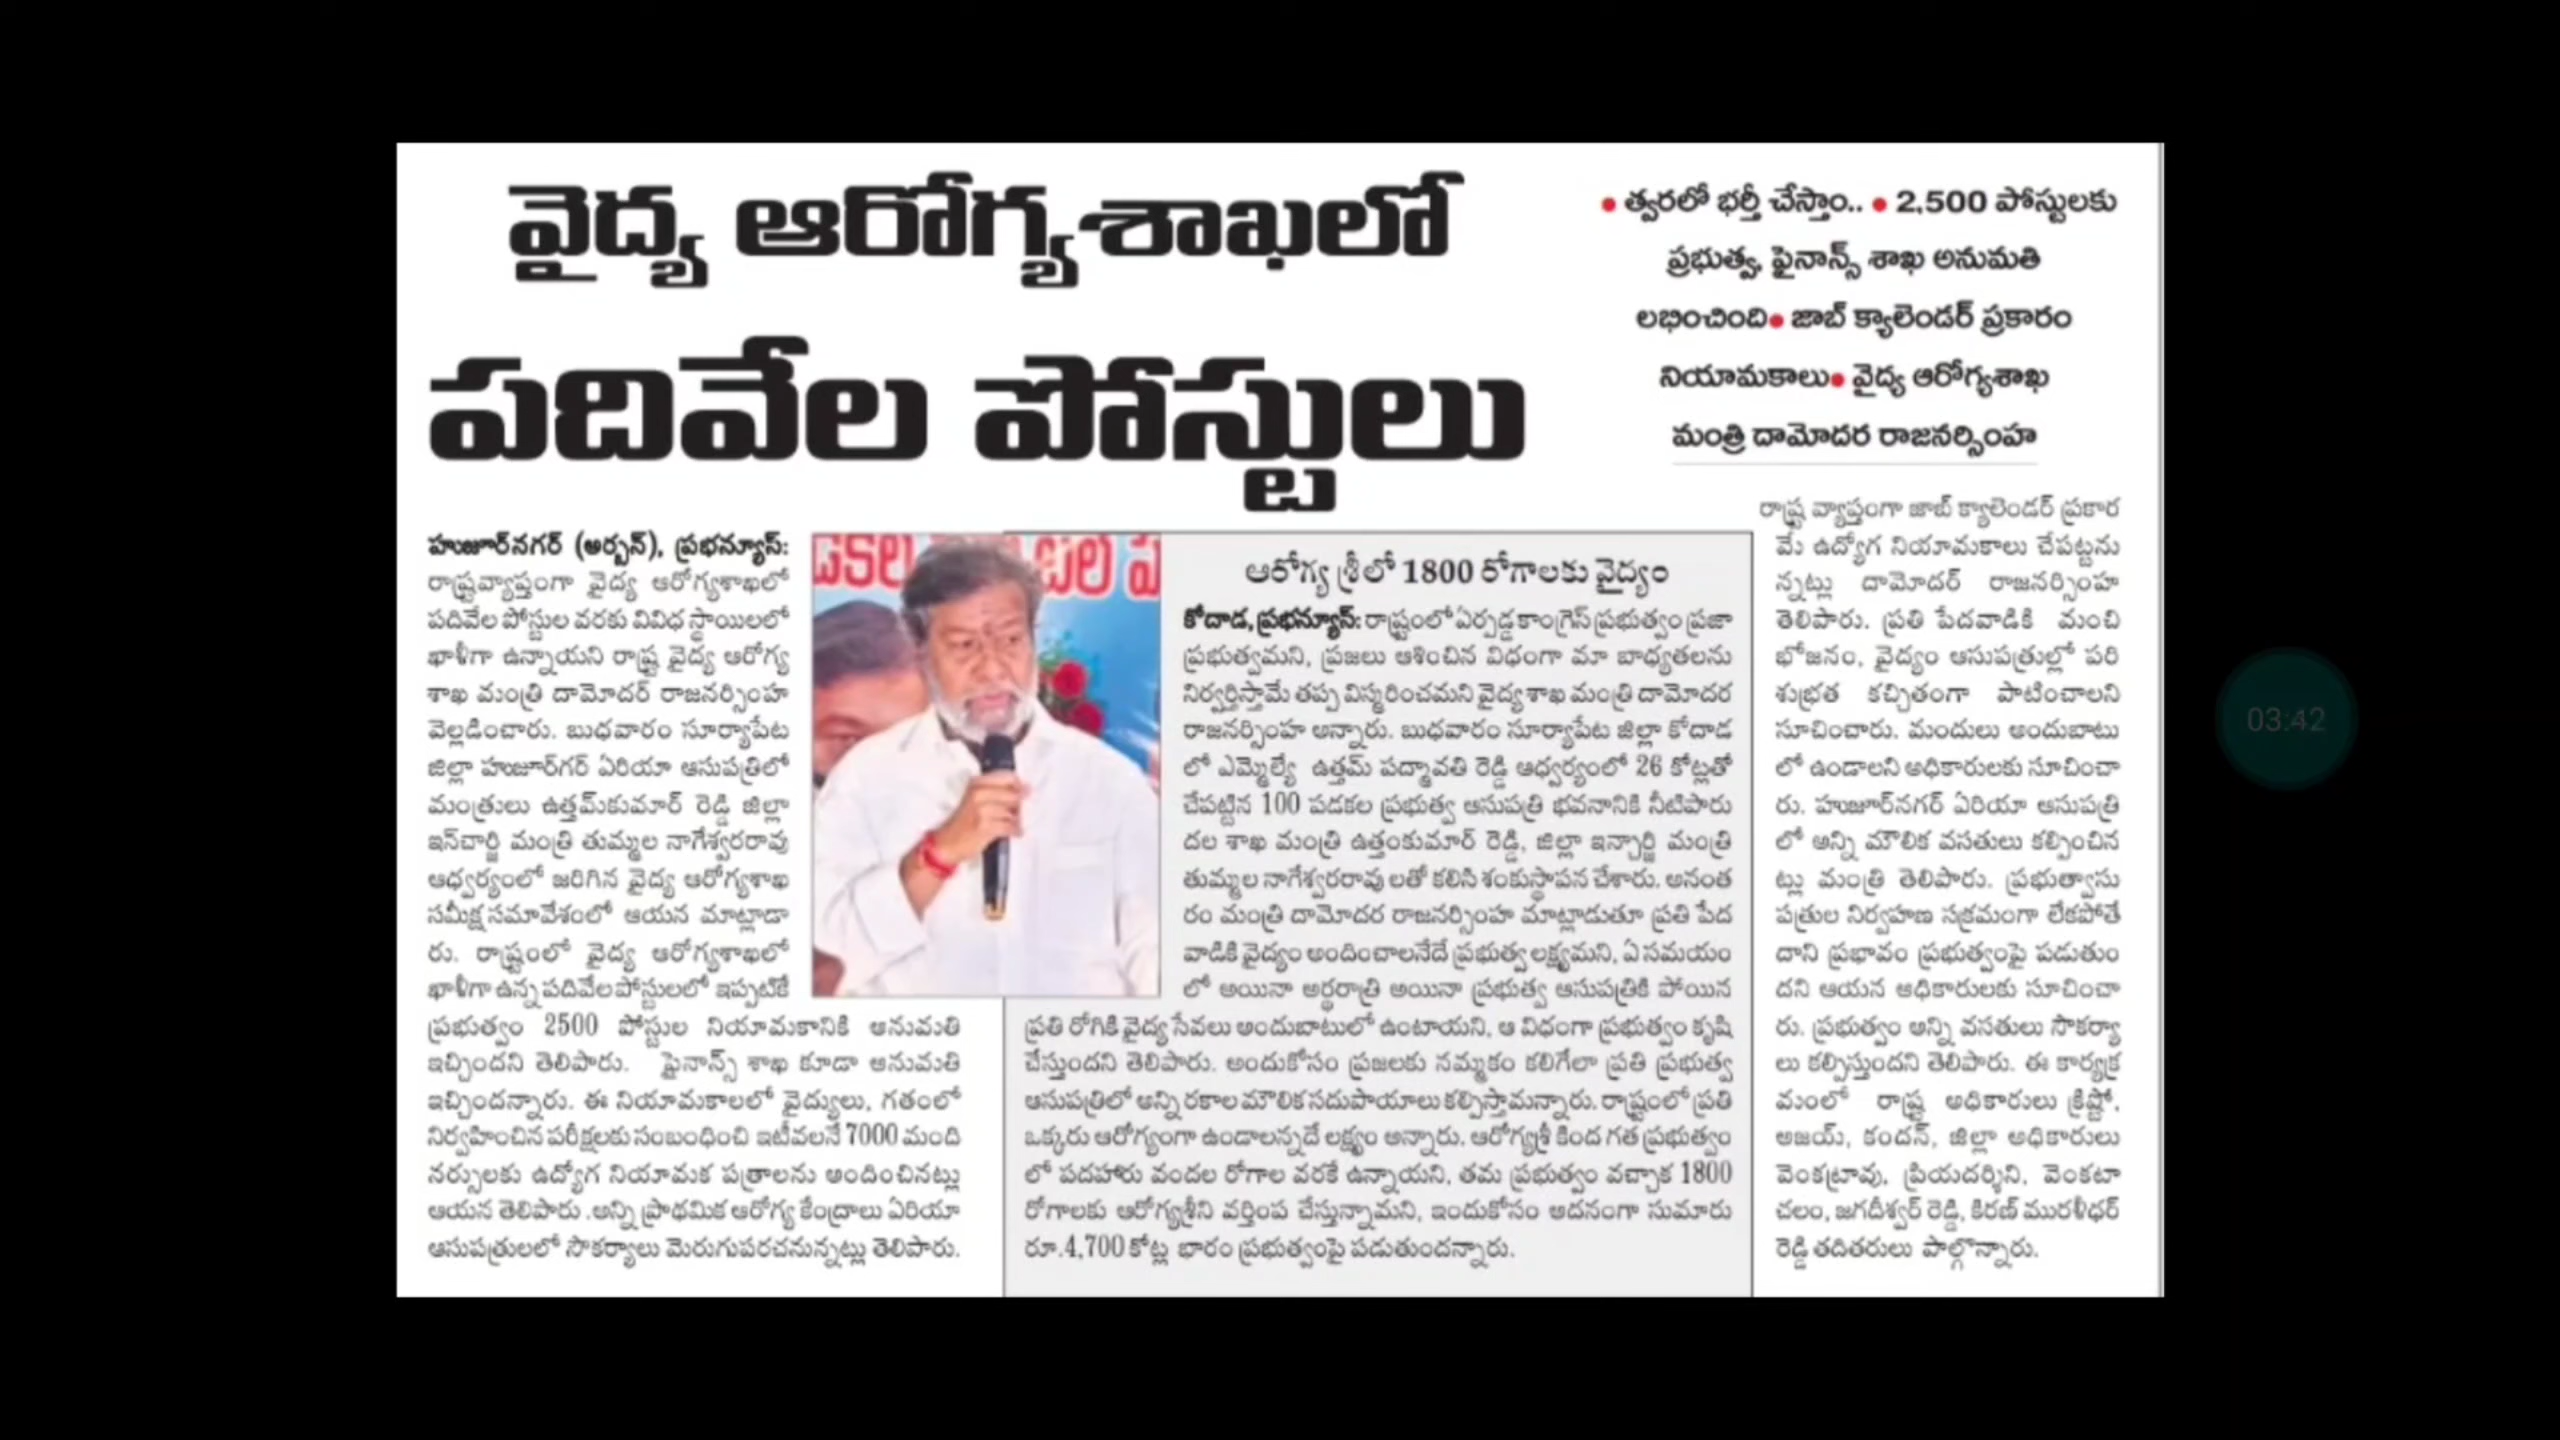 వైద్య ఆరోగ్యశాఖలో
పదివేల పోస్టులు
• త్వరలో భర్తీ చేస్తాం.. • 2,500 పోస్టులకు
ప్రభుత్వ, ఫైనాన్స్ శాఖ అనుమతి
లభించింది• జాబ్ క్యాలెండర్ ప్రకారం
నియామకాలు• వైద్య ఆరోగ్యశాఖ
మంత్రి దామోదర రాజనర్సింహ
హుజూర్‌నగర్ (అర్బన్), ప్రభన్యూస్:
రాష్ట్రవ్యాప్తంగా వైద్య ఆరోగ్యశాఖలో
పదివేల పోస్టుల వరకు వివిధ స్థాయిలలో
ఖాళీగా ఉన్నాయని రాష్ట్ర వైద్య ఆరోగ్య
శాఖ మంత్రి దామోదర్ రాజనర్సింహ
వెల్లడించారు. బుధవారం సూర్యాపేట
జిల్లా హుజూర్‌గర్ ఏరియా ఆసుపత్రిలో
మంత్రులు ఉత్తమ్‌కుమార్ రెడ్డి జిల్లా
ఇన్‌చార్జి మంత్రి తుమ్మల నాగేశ్వరరావు
ఆధ్వర్యంలో జరిగిన వైద్య ఆరోగ్యశాఖ
సమీక్ష సమావేశంలో ఆయన మాట్లాడా
రు. రాష్ట్రంలో వైద్య ఆరోగ్యశాఖలో
ఖాళీగా ఉన్న పదివేల పోస్టులలో ఇప్పటికే
ప్రభుత్వం 2500 పోస్టుల నియామకానికి అనుమతి
ఇచ్చిందని తెలిపారు. ఫైనాన్స్ శాఖ కూడా అనుమతి
ఇచ్చిందన్నారు. ఈ నియామకాలలో వైద్యులు, గతంలో
నిర్వహించిన పరీక్షలకు సంబంధించి ఇటీవలనే 7000 మంది
నర్సులకు ఉద్యోగ నియామక పత్రాలను అందించినట్లు
ఆయన తెలిపారు .అన్ని ప్రాథమిక ఆరోగ్య కేంద్రాలు ఏరియా
ఆసుపత్రులలో సౌకర్యాలు మెరుగుపరచనున్నట్లు తెలిపారు.
డకల
ఆరోగ్య శ్రీలో 1800 రోగాలకు వైద్యం
కోదాడ, ప్రభన్యూస్: రాష్ట్రంలో ఏర్పడ్డ కాంగ్రెస్ ప్రభుత్వం ప్రజా
ప్రభుత్వమని, ప్రజలు ఆశించిన విధంగా మా బాధ్యతలను
నిర్వర్తిస్తామే తప్ప విస్మరించమని వైద్య శాఖ మంత్రి దామోదర
రాజనర్సింహ అన్నారు. బుధవారం సూర్యాపేట జిల్లా కోదాడ
లో ఎమ్మెల్యే ఉత్తమ్ పద్మావతి రెడ్డి ఆధ్వర్యంలో 26 కోట్లతో
చేపట్టిన 100 పడకల ప్రభుత్వ ఆసుపత్రి భవనానికి నీటిపారు
దల శాఖ మంత్రి ఉత్తంకుమార్ రెడ్డి, జిల్లా ఇన్చార్జి మంత్రి
తుమ్మల నాగేశ్వరరావు లతో కలిసి శంకుస్థాపన చేశారు. అనంత
రం మంత్రి దామోదర రాజనర్సింహ మాట్లాడుతూ ప్రతి పేద
వాడికి వైద్యం అందించాలనేదే ప్రభుత్వ లక్ష్యమని, ఏ సమయం
లో అయినా అర్థరాత్రి అయినా ప్రభుత్వ ఆసుపత్రికి పోయిన
ప్రతి రోగికి వైద్య సేవలు అందుబాటులో ఉంటాయని, ఆ విధంగా ప్రభుత్వం కృషి
చేస్తుందని తెలిపారు. అందుకోసం ప్రజలకు నమ్మకం కలిగేలా ప్రతి ప్రభుత్వ
ఆసుపత్రిలో అన్ని రకాల మౌలిక సదుపాయాలు కల్పిస్తామన్నారు. రాష్ట్రంలో ప్రతి
ఒక్కరు ఆరోగ్యంగా ఉండాలన్నదే లక్ష్యం అన్నారు. ఆరోగ్యశ్రీ కింద గత ప్రభుత్వం
లో పదహారు వందల రోగాల వరకే ఉన్నాయని, తమ ప్రభుత్వం వచ్చాక 1800
రోగాలకు ఆరోగ్యశ్రీని వర్తింప చేస్తున్నామని, ఇందుకోసం అదనంగా సుమారు
రూ.4,700 కోట్ల భారం ప్రభుత్వంపై పడుతుందన్నారు.
రాష్ట్ర వ్యాప్తంగా జాబ్ క్యాలెండర్ ప్రకార
మే ఉద్యోగ నియామకాలు చేపట్టను
న్నట్లు దామోదర్ రాజనర్సింహ
తెలిపారు. ప్రతి పేదవాడికి మంచి
భోజనం, వైద్యం ఆసుపత్రుల్లో పరి
శుభ్రత కచ్చితంగా పాటించాలని
సూచించారు. మందులు అందుబాటు
లో ఉండాలని అధికారులకు సూచించా
రు. హుజూర్‌నగర్ ఏరియా ఆసుపత్రి
లో అన్ని మౌలిక వసతులు కల్పించిన
ట్లు మంత్రి తెలిపారు. ప్రభుత్వాసు
పత్రుల నిర్వహణ సక్రమంగా లేకపోతే
దాని ప్రభావం ప్రభుత్వంపై పడుతుం
దని ఆయన ఆధికారులకు సూచించా
రు. ప్రభుత్వం అన్ని వసతులు సౌకర్యా
లు కల్పిస్తుందని తెలిపారు. ఈ కార్యక్ర
మంలో రాష్ట్ర అధికారులు క్రిష్టో,
అజయ్, కందన్, జిల్లా అధికారులు
వెంకట్రావు, ప్రియదర్శిని, వెంకటా
చలం, జగదీశ్వర్ రెడ్డి, కిరణ్ మురళీధర్
రెడ్డి తదితరులు పాల్గొన్నారు.
03:42